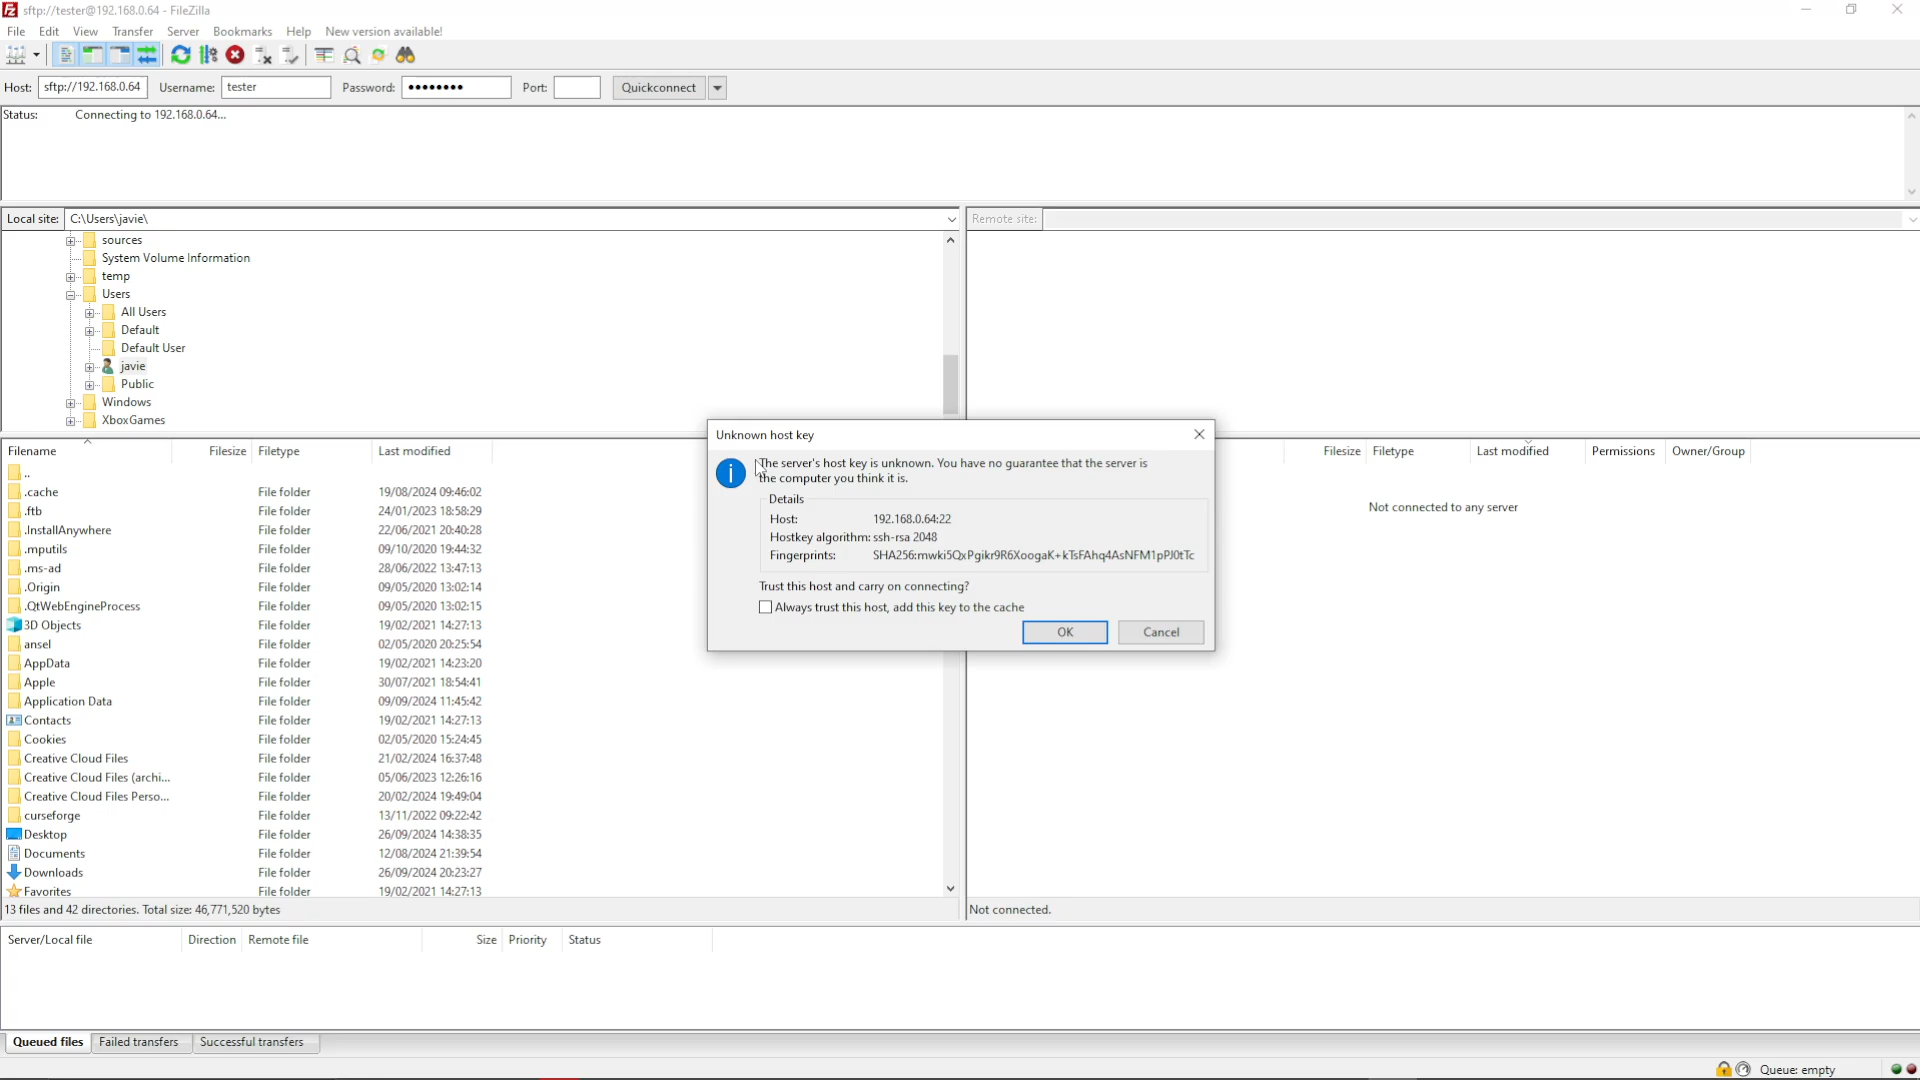 sftp://tester@192.168.0.64 - FileZilla
File Edit View Transfer Server Bookmarks Help New version available!
Host: sftp://192.168.0.64 Username: tester Password: •••••••• Port: Quickconnect
Status: Connecting to 192.168.0.64...
Local site: C:\Users\javie\
Remote site:
sources
System Volume Information
temp
Users
All Users
Default
Default User
javie
Public
Windows
XboxGames
Filename Filesize Filetype Last modified
..
.cache File folder 19/08/2024 09:46:02
.ftb File folder 24/01/2023 18:58:29
.InstallAnywhere File folder 22/06/2021 20:40:28
.mputils File folder 09/10/2020 19:44:32
.ms-ad File folder 28/06/2022 13:47:13
.Origin File folder 09/05/2020 13:02:14
.QtWebEngineProcess File folder 09/05/2020 13:02:15
3D Objects File folder 19/02/2021 14:27:13
ansel File folder 02/05/2020 20:25:54
AppData File folder 19/02/2021 14:23:20
Apple File folder 30/07/2021 18:54:41
Application Data File folder 09/09/2024 11:45:42
Contacts File folder 19/02/2021 14:27:13
Cookies File folder 02/05/2020 15:24:45
Creative Cloud Files File folder 21/02/2024 16:37:48
Creative Cloud Files (archi... File folder 05/06/2023 12:26:16
Creative Cloud Files Perso... File folder 20/02/2024 19:49:04
curseforge File folder 13/11/2022 09:22:42
Desktop File folder 26/09/2024 14:38:35
Documents File folder 12/08/2024 21:39:54
Downloads File folder 26/09/2024 20:23:27
Favorites File folder 19/02/2021 14:27:13
13 files and 42 directories. Total size: 46,771,520 bytes
Unknown host key
The server's host key is unknown. You have no guarantee that the server is
the computer you think it is.
Details
Host: 192.168.0.64:22
Hostkey algorithm: ssh-rsa 2048
Fingerprints: SHA256:mwki5QxPgikr9R6XoogaK+kTsFAhq4AsNFM1pPJ0tTc
Trust this host and carry on connecting?
Always trust this host, add this key to the cache
OK Cancel
Filesize Filetype Last modified Permissions Owner/Group
Not connected to any server
Not connected.
Server/Local file Direction Remote file Size Priority Status
Queued files Failed transfers Successful transfers
Queue: empty